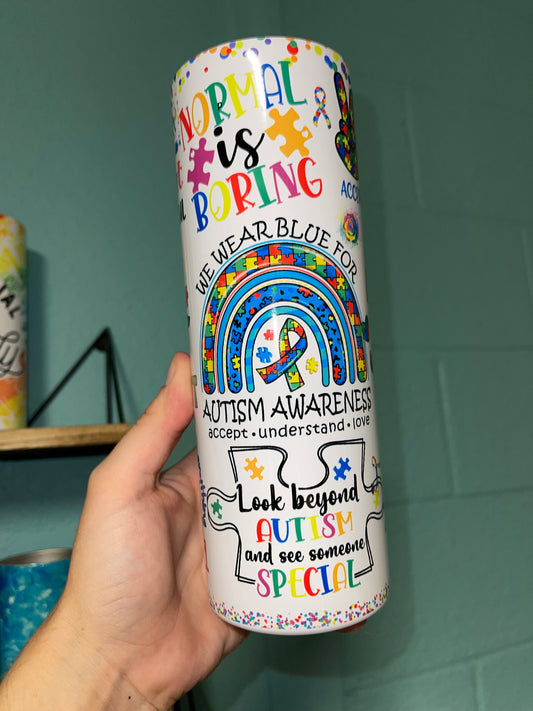 NORMAL
is
BORING
WE WEAR BLUE FOR
AUTISM AWARENESS
accept • understand • love
Look beyond
AUTISM
and see someone
SPECIAL